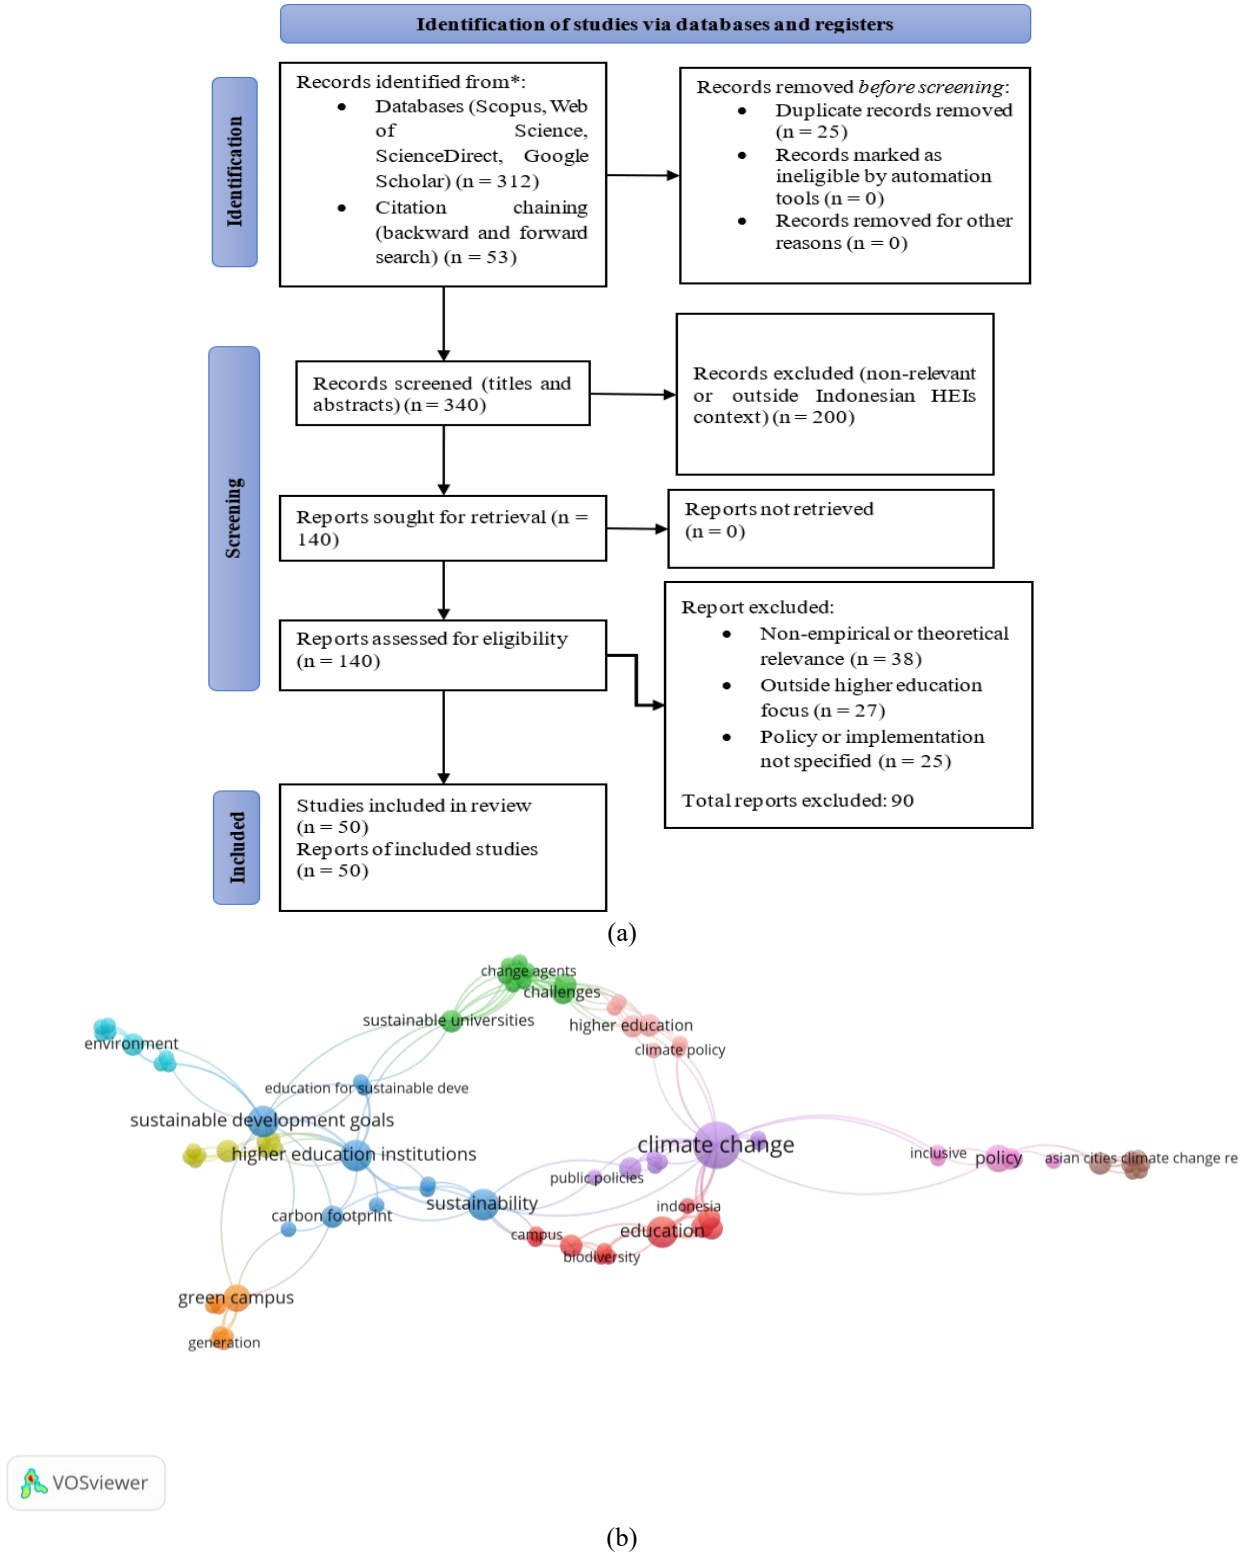 Identification of studies via databases and registers
Identification
Records identified from*:
● Databases (Scopus, Web
of Science,
ScienceDirect, Google
Scholar) (n = 312)
● Citation chaining
(backward and forward
search) (n = 53)
Records removed before screening:
● Duplicate records removed
(n = 25)
● Records marked as
ineligible by automation
tools (n = 0)
● Records removed for other
reasons (n = 0)
Screening
Records screened (titles and
abstracts) (n = 340)
Records excluded (non-relevant
or outside Indonesian HEIs
context) (n = 200)
Reports sought for retrieval (n =
140)
Reports not retrieved
(n = 0)
Reports assessed for eligibility
(n = 140)
Report excluded:
● Non-empirical or theoretical
relevance (n = 38)
● Outside higher education
focus (n = 27)
● Policy or implementation
not specified (n = 25)
Total reports excluded: 90
Included
Studies included in review
(n = 50)
Reports of included studies
(n = 50)
(a)
change agents
challenges
sustainable universities
higher education
environment
climate policy
education for sustainable deve
sustainable development goals
higher education institutions
climate change
inclusive
policy
asian cities climate change re
public policies
sustainability
indonesia
carbon footprint
campus
education
biodiversity
green campus
generation
VOSviewer
(b)